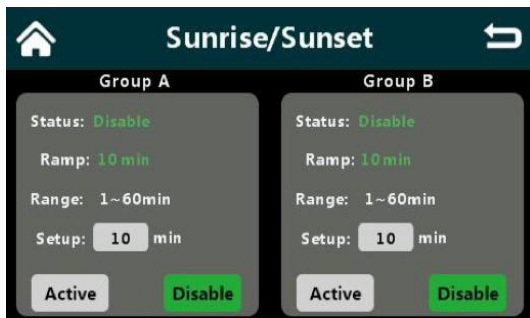 Sunrise/Sunset
Group A
Status: Disable
Ramp: 10 min
Range: 1~60min
Setup: 10 min
Active Disable
Group B
Status: Disable
Ramp: 10 min
Range: 1~60min
Setup: 10 min
Active Disable